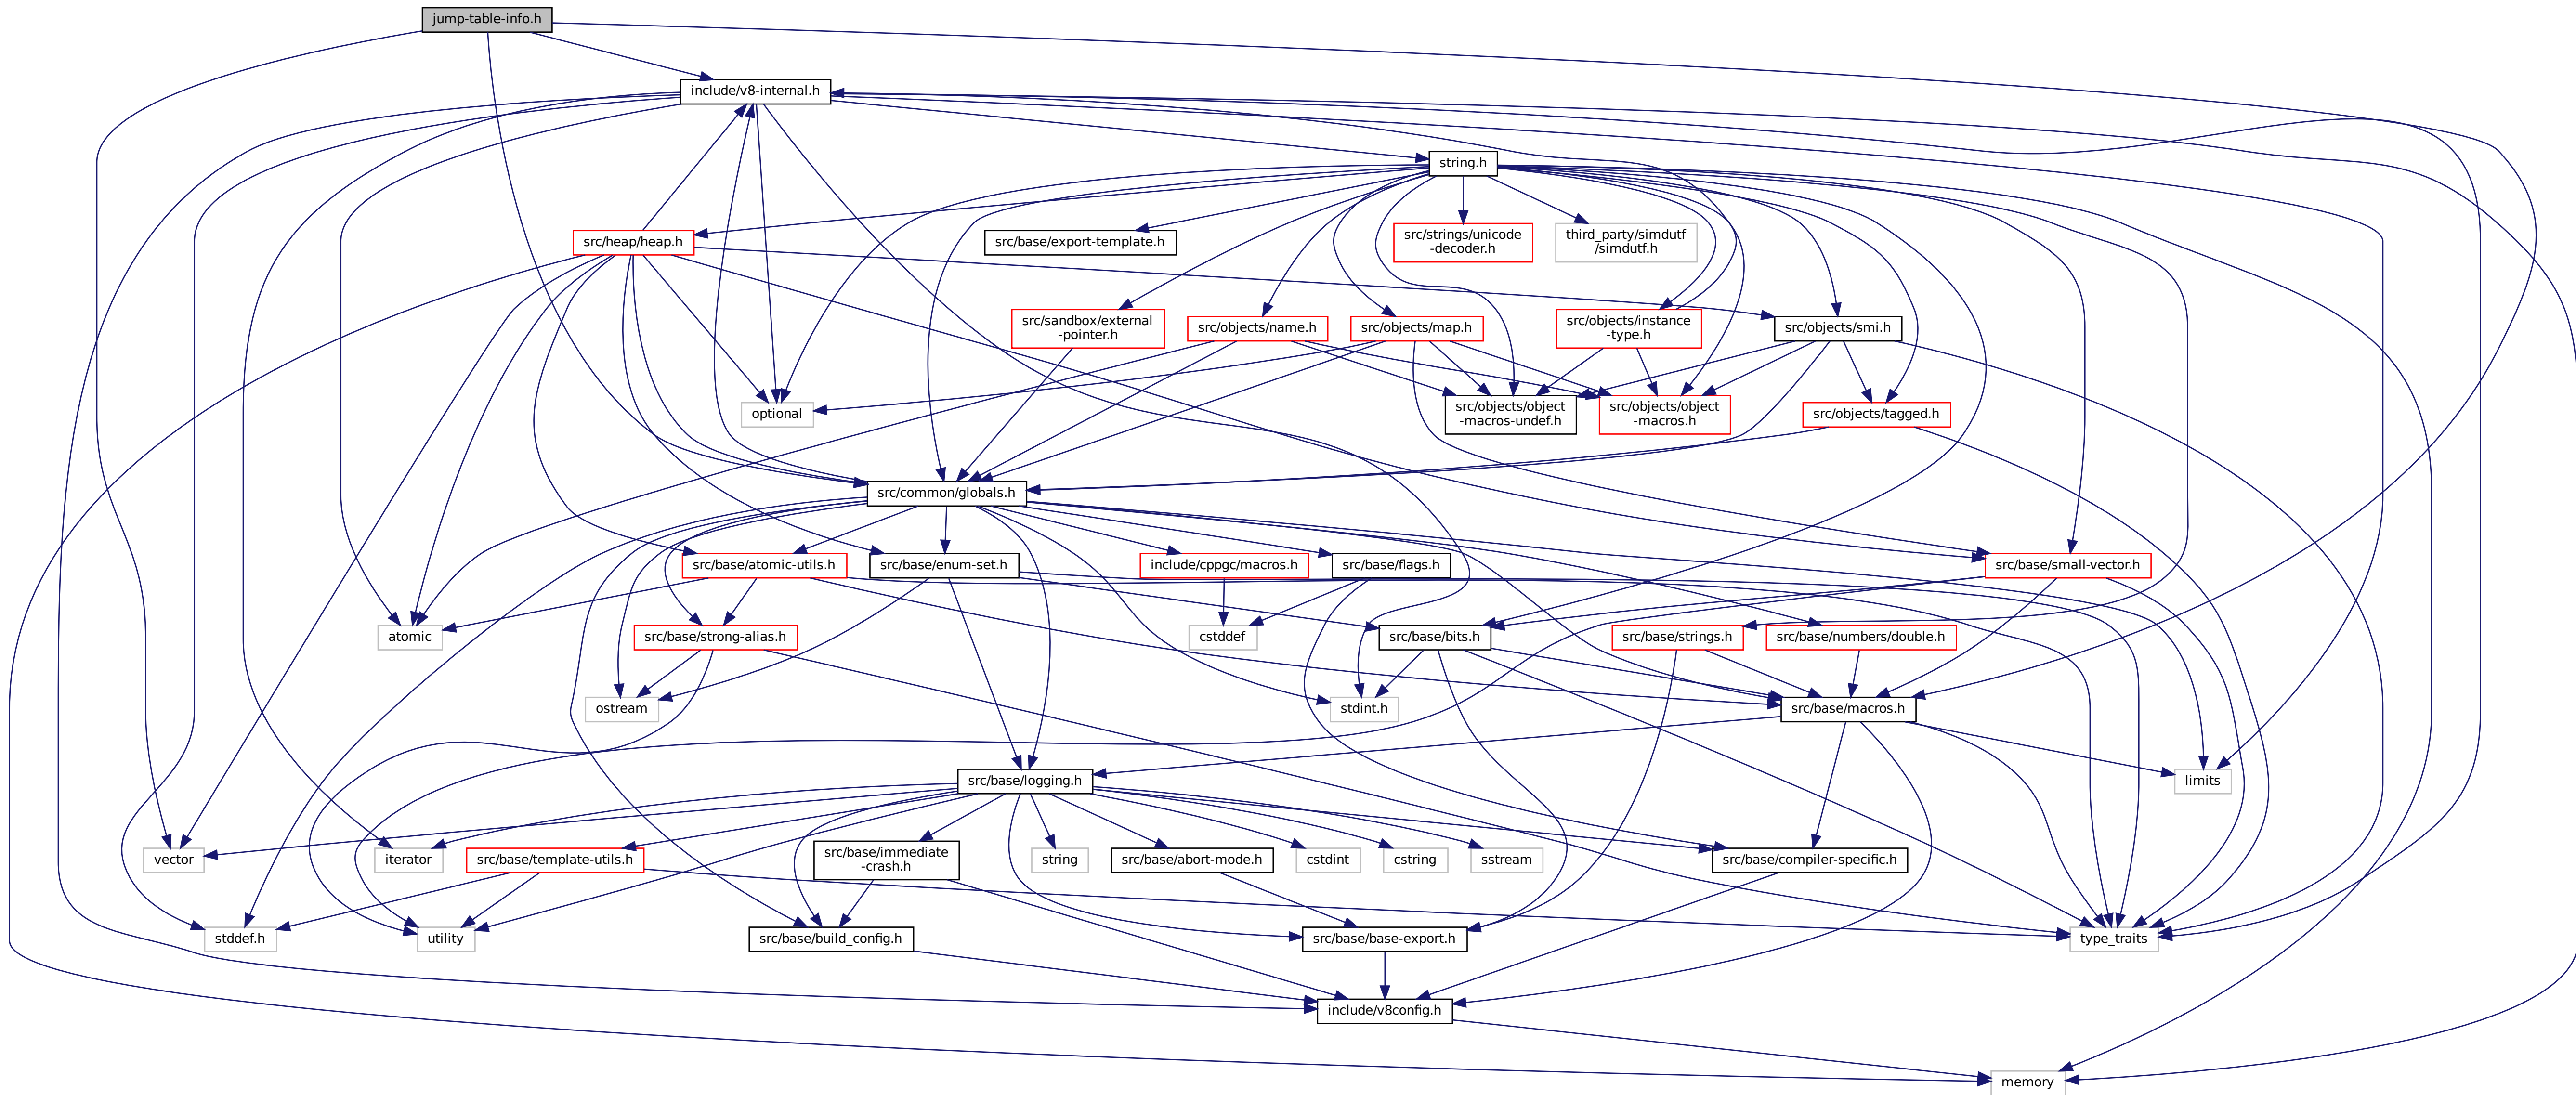 jump-table-info.h
include/v8-internal.h
string.h
src/heap/heap.h
src/base/export-template.h
src/strings/unicode
-decoder.h
third_party/simdutf
/simdutf.h
src/sandbox/external
-pointer.h
src/objects/name.h
src/objects/map.h
src/objects/instance
-type.h
src/objects/smi.h
optional
src/objects/object
-macros-undef.h
src/objects/object
-macros.h
src/objects/tagged.h
src/common/globals.h
src/base/atomic-utils.h
src/base/enum-set.h
include/cppgc/macros.h
src/base/flags.h
src/base/small-vector.h
atomic
src/base/strong-alias.h
cstddef
src/base/bits.h
src/base/strings.h
src/base/numbers/double.h
ostream
stdint.h
src/base/macros.h
src/base/logging.h
limits
vector
iterator
src/base/template-utils.h
src/base/immediate
-crash.h
string
src/base/abort-mode.h
cstdint
cstring
sstream
src/base/compiler-specific.h
stddef.h
utility
src/base/build_config.h
src/base/base-export.h
type_traits
include/v8config.h
memory